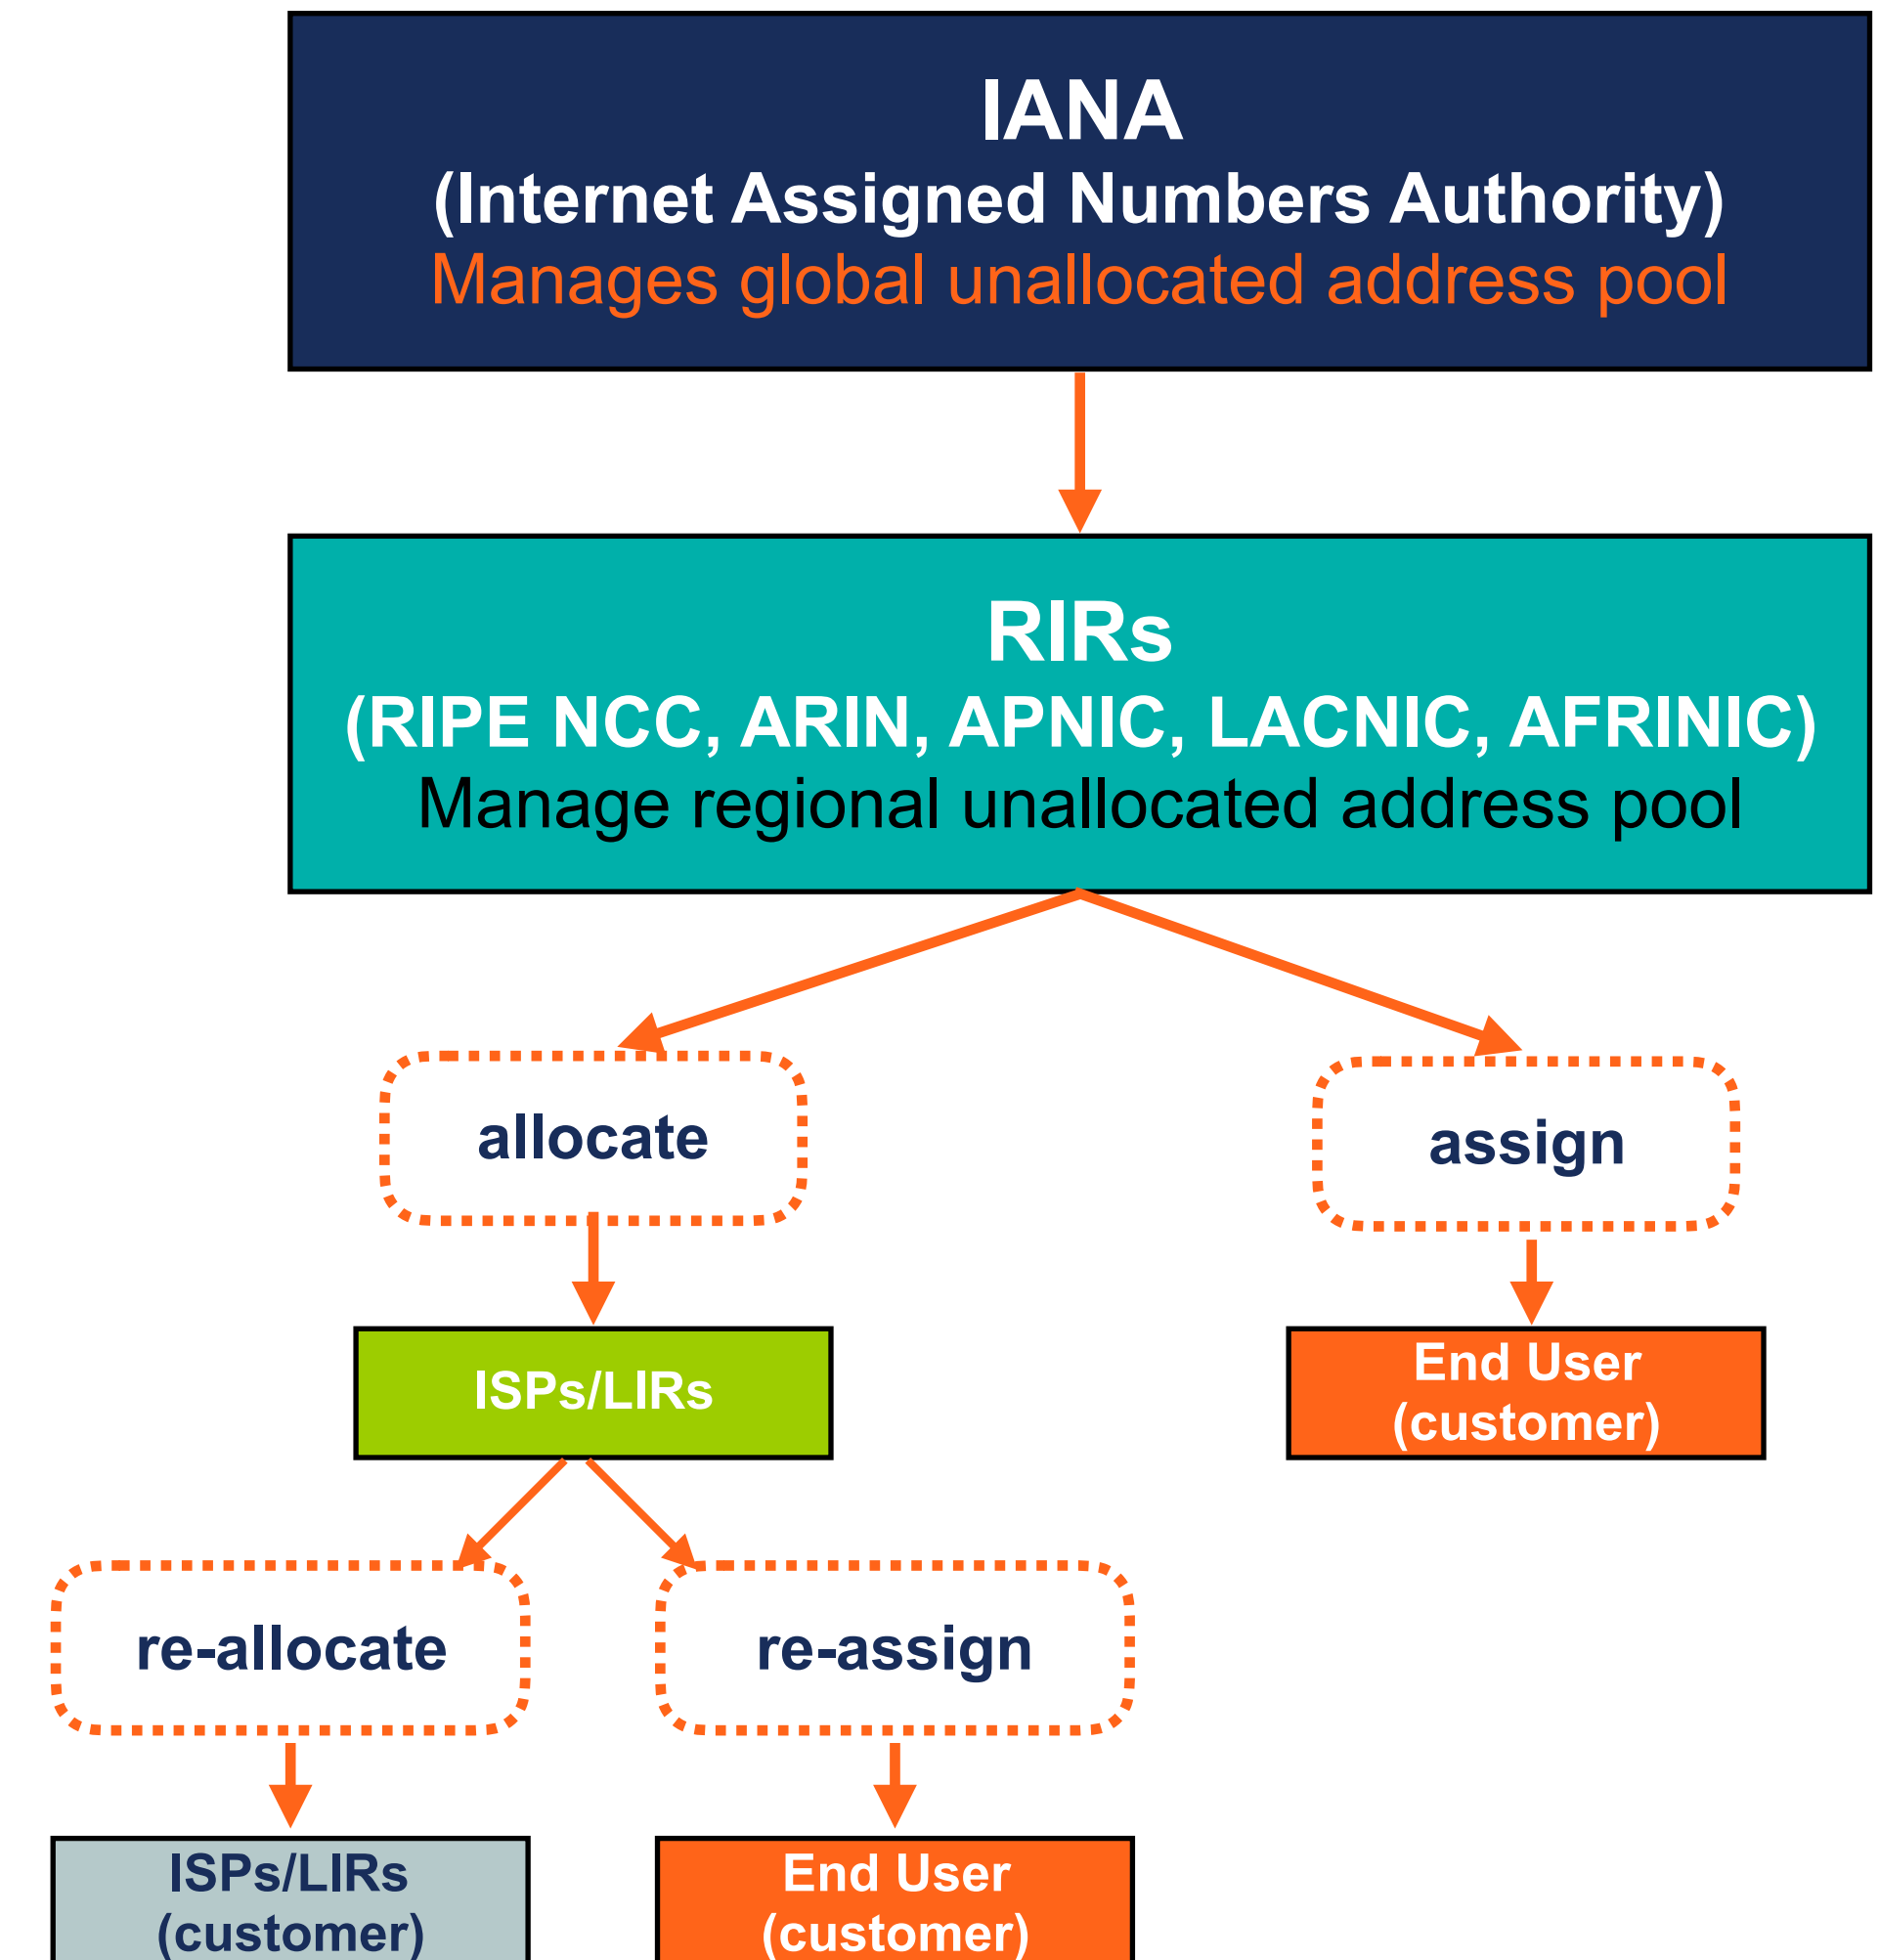 IANA
(Internet Assigned Numbers Authority)
Manages global unallocated address pool
RIRs
(RIPE NCC, ARIN, APNIC, LACNIC, AFRINIC)
Manage regional unallocated address pool
allocate
assign
ISPs/LIRs
End User
(customer)
re-allocate
re-assign
ISPs/LIRs
(customer)
End User
(customer)